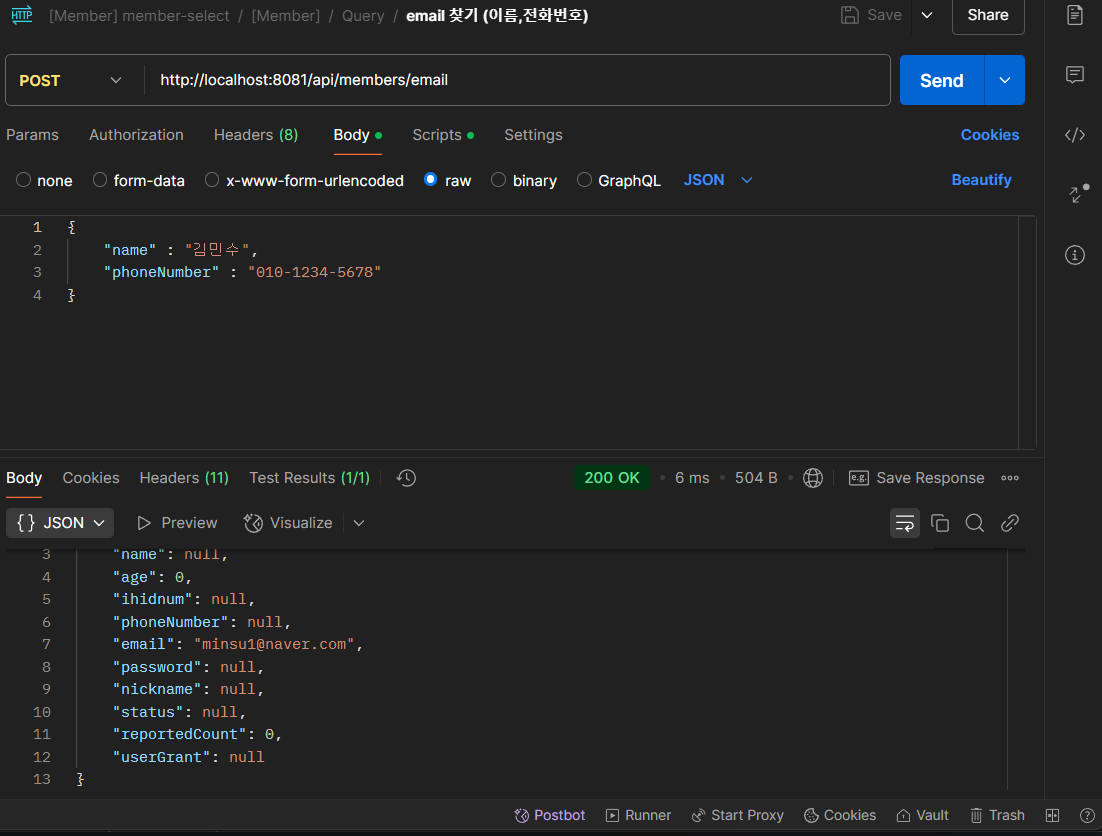 HTTP [Member] member-select / [Member] / Query / email 찾기 (이름,전화번호) Save Share
POST http://localhost:8081/api/members/email Send
Params Authorization Headers (8) Body Scripts Settings Cookies
none form-data x-www-form-urlencoded raw binary GraphQL JSON Beautify
1 {
2 "name" : "김민수",
3 "phoneNumber" : "010-1234-5678"
4 }
Body Cookies Headers (11) Test Results (1/1) 200 OK 6 ms 504 B e.g. Save Response
{} JSON Preview Visualize
3 "name": null,
4 "age": 0,
5 "ihidnum": null,
6 "phoneNumber": null,
7 "email": "minsu1@naver.com",
8 "password": null,
9 "nickname": null,
10 "status": null,
11 "reportedCount": 0,
12 "userGrant": null
13 }
Postbot Runner Start Proxy Cookies Vault Trash